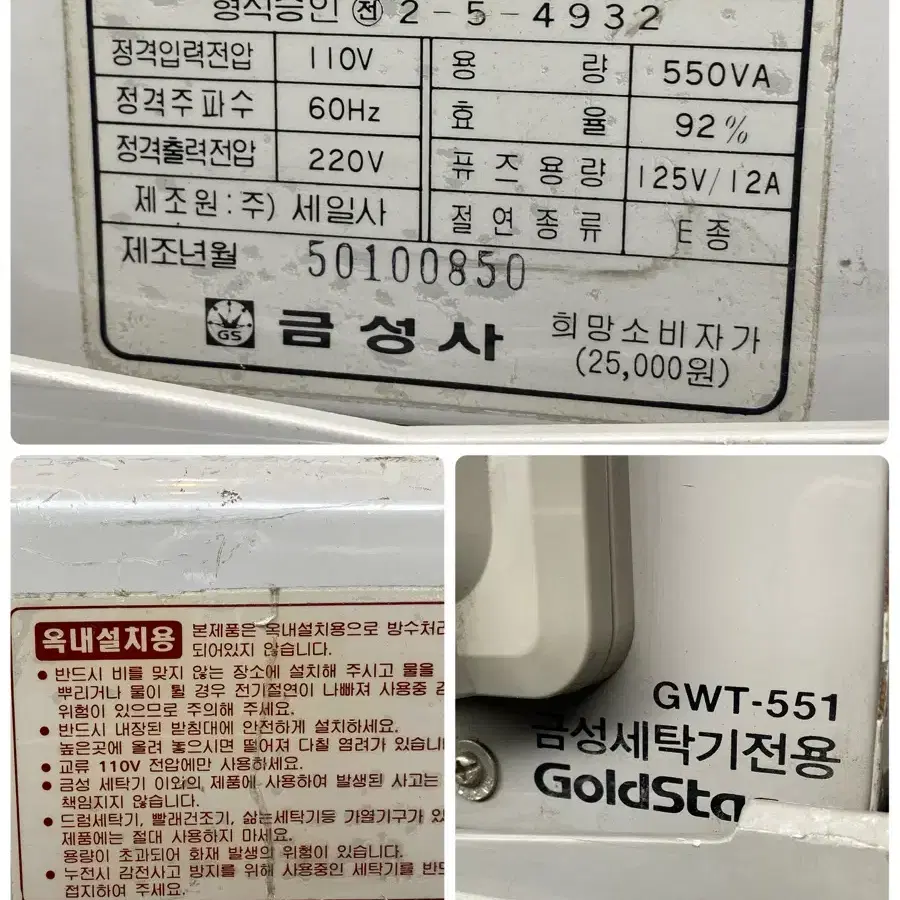 형식승인 전 2-5-4932
정격입력전압 110V 용 량 550VA
정격주파수 60Hz 효 율 92%
정격출력전압 220V 퓨즈용량 125V/12A
제조원:주) 세일사 절연종류 E종
제조년월 50100850
GS 금성사 희망소비자가
(25,000원)
옥내설치용 본제품은 옥내설치용으로 방수처리
되어있지 않습니다.
• 반드시 비를 맞지 않는 장소에 설치해 주시고 물을
뿌리거나 물이 튈 경우 전기절연이 나빠져 사용중
위험이 있으므로 주의해 주세요.
• 반드시 내장된 받침대에 안전하게 설치하세요.
높은곳에 올려 놓으시면 떨어져 다칠 염려가 있습니
• 교류 110V 전압에만 사용하세요.
• 금성 세탁기 이와의 제품에 사용하여 발생된 사고는
책임지지 않습니다.
• 드럼세탁기, 빨래건조기, 삶는세탁기등 가열기구가 있
제품에는 절대 사용하지 마세요.
용량이 초과되어 화재 발생의 위험이 있습니다.
• 누전시 감전사고 방지를 위해 사용중인 세탁기를 반드
접지하여 주세요.
GWT-551
금성세탁기전용
GoldSta